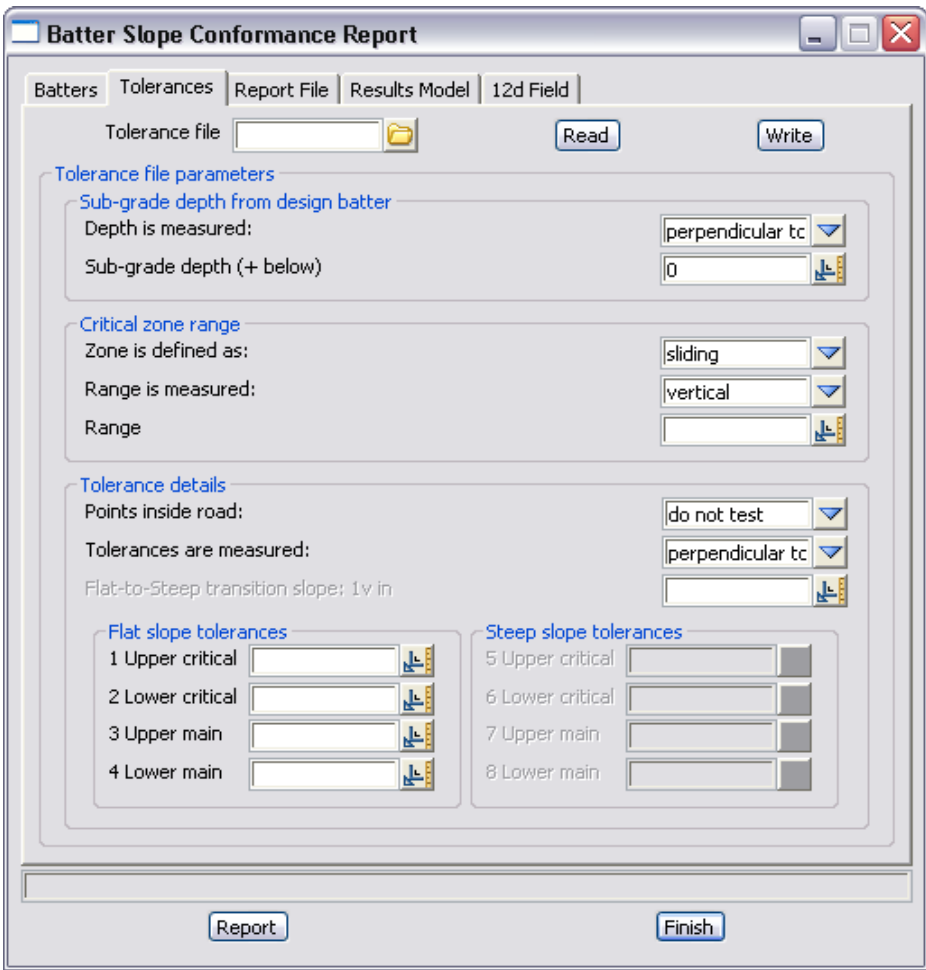 Batter Slope Conformance Report
Batters Tolerances Report File Results Model 12d Field
Tolerance file Read Write
Tolerance file parameters
Sub-grade depth from design batter
Depth is measured: perpendicular tc
Sub-grade depth (+ below) 0
Critical zone range
Zone is defined as: sliding
Range is measured: vertical
Range
Tolerance details
Points inside road: do not test
Tolerances are measured: perpendicular tc
Flat-to-Steep transition slope: 1v in
Flat slope tolerances Steep slope tolerances
1 Upper critical 5 Upper critical
2 Lower critical 6 Lower critical
3 Upper main 7 Upper main
4 Lower main 8 Lower main
Report Finish